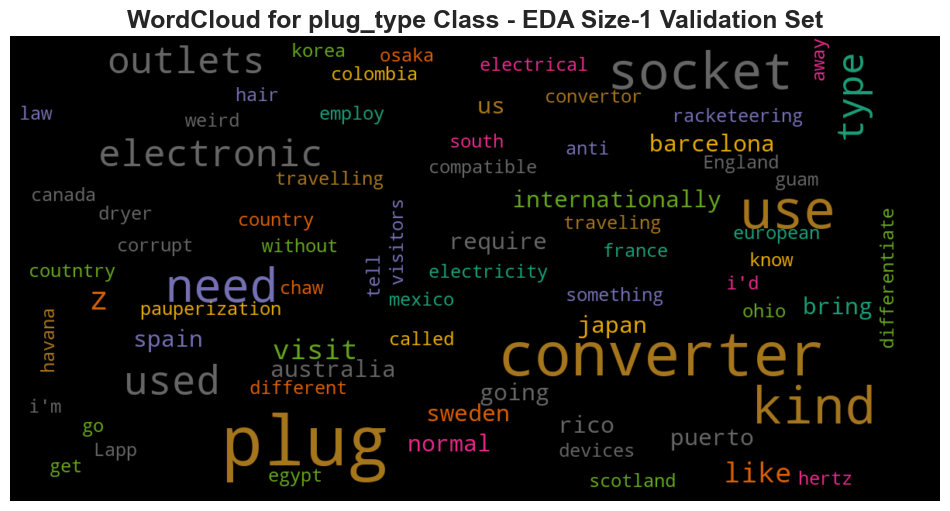 WordCloud for plug_type Class - EDA Size-1 Validation Set
outlets
korea
osaka
colombia
electrical
socket
away
type
hair
law
weird
employ
us
convertor
racketeering
electronic
south
compatible
anti
barcelona
England
guam
travelling
canada
dryer
country
corrupt
without
visitors
tell
internationally
traveling
use
european
differentiate
require
france
know
coutntry
need
chaw
electricity
i'd
z
pauperization
mexico
something
ohio
bring
havana
spain
called
japan
visit
australia
converter
used
different
going
kind
i'm
sweden
go
plug
normal
rico
puerto
Lapp
devices
get
egypt
scotland
like
hertz